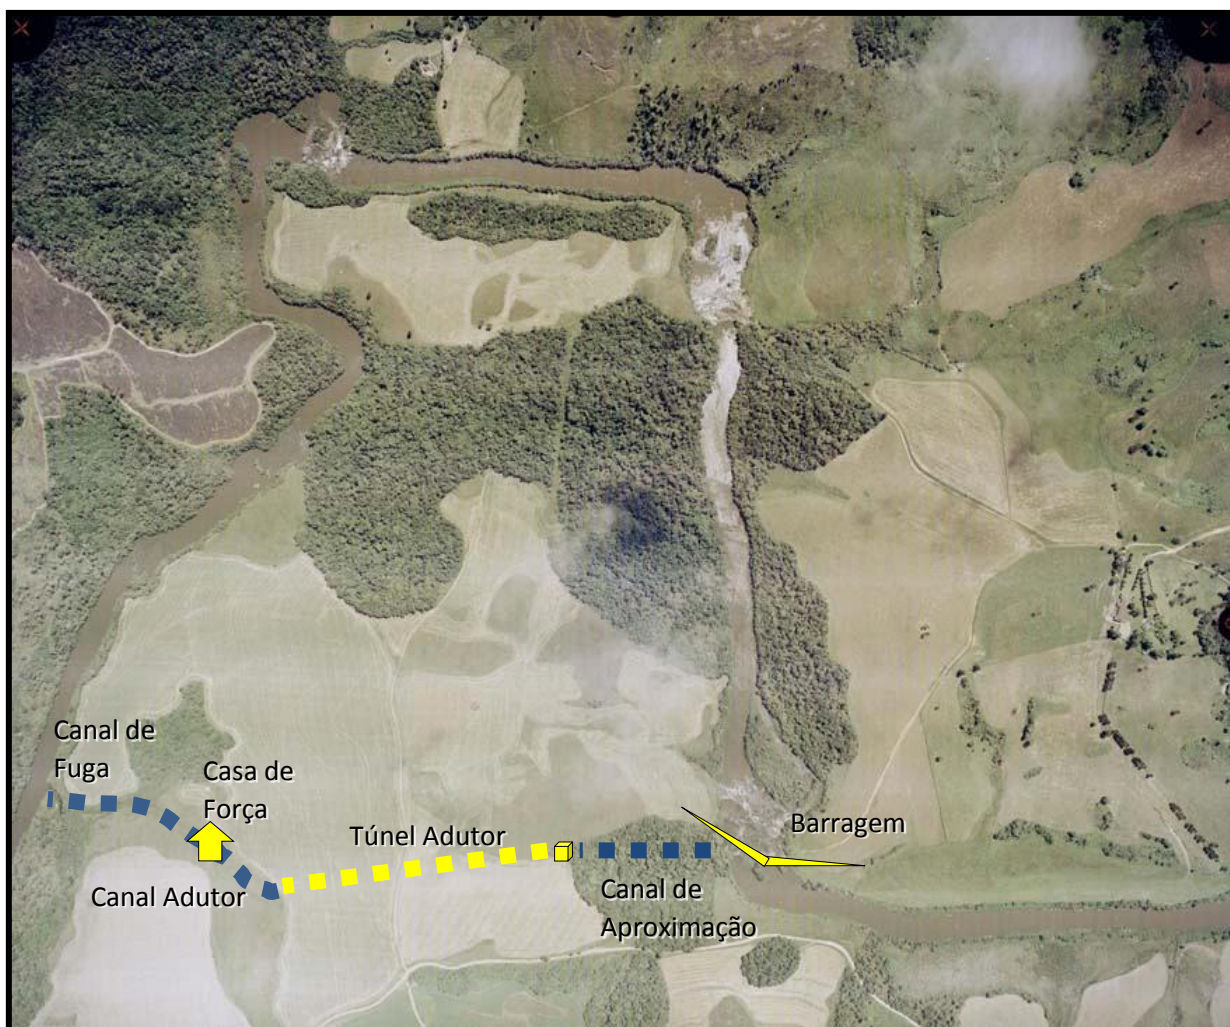 Canal de
Fuga
Casa de
Força
Túnel Adutor
Barragem
Canal Adutor
Canal de
Aproximação